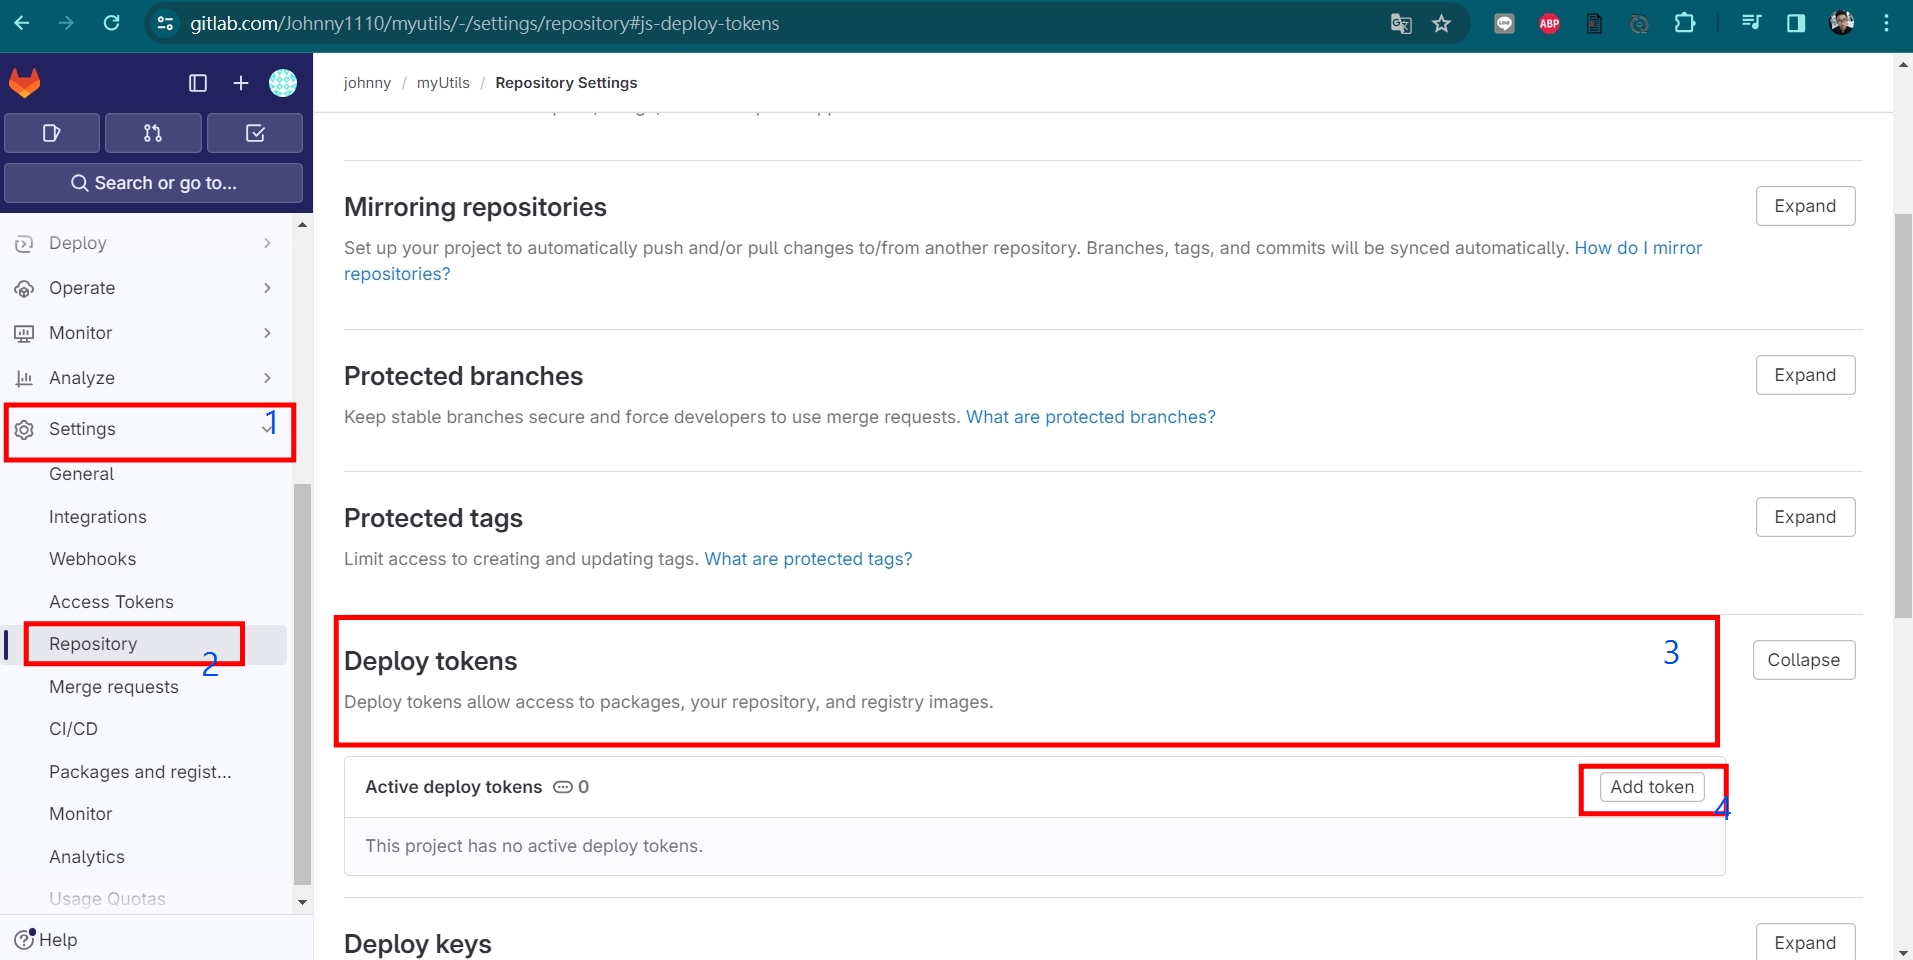 gitlab.com/Johnny1110/myutils/-/settings/repository#js-deploy-tokens
ABP
johnny / myUtils / Repository Settings
Search or go to...
Deploy
Operate
Monitor
Analyze
Settings
1
General
Integrations
Webhooks
Access Tokens
Repository
2
Merge requests
CI/CD
Packages and regist...
Monitor
Analytics
Usage Quotas
Help
Mirroring repositories
Expand
Set up your project to automatically push and/or pull changes to/from another repository. Branches, tags, and commits will be synced automatically. How do I mirror
repositories?
Protected branches
Expand
Keep stable branches secure and force developers to use merge requests. What are protected branches?
Protected tags
Expand
Limit access to creating and updating tags. What are protected tags?
Deploy tokens
3
Collapse
Deploy tokens allow access to packages, your repository, and registry images.
Active deploy tokens 0
Add token
4
This project has no active deploy tokens.
Deploy keys
Expand